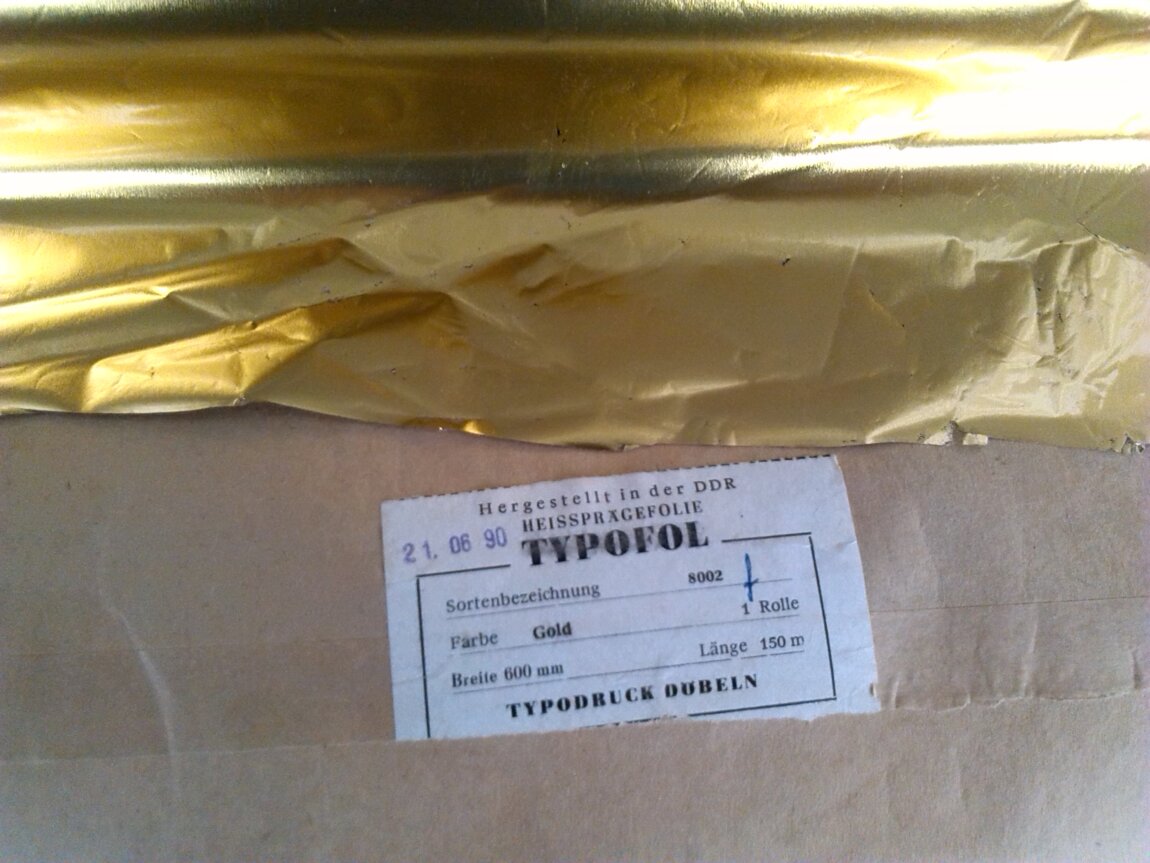 Hergestellt in der DDR
HEISSPRÄGEFOLIE
21. 06 90 TYPOFOL
Sortenbezeichnung 8002
1 Rolle
Farbe Gold
Länge 150 m
Breite 600 mm
TYPODRUCK DÖBELN